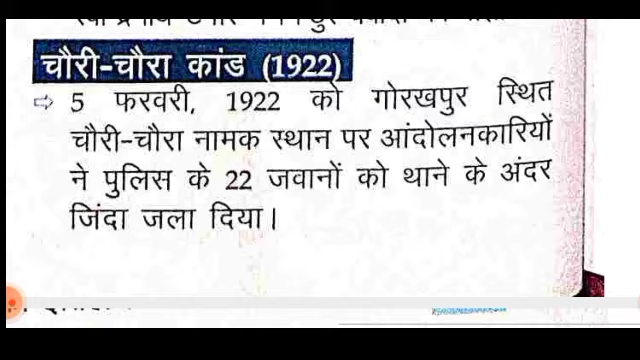 चौरी-चौरा कांड (1922)
⇨ 5 फरवरी, 1922 को गोरखपुर स्थित
चौरी-चौरा नामक स्थान पर आंदोलनकारियों
ने पुलिस के 22 जवानों को थाने के अंदर
जिंदा जला दिया।